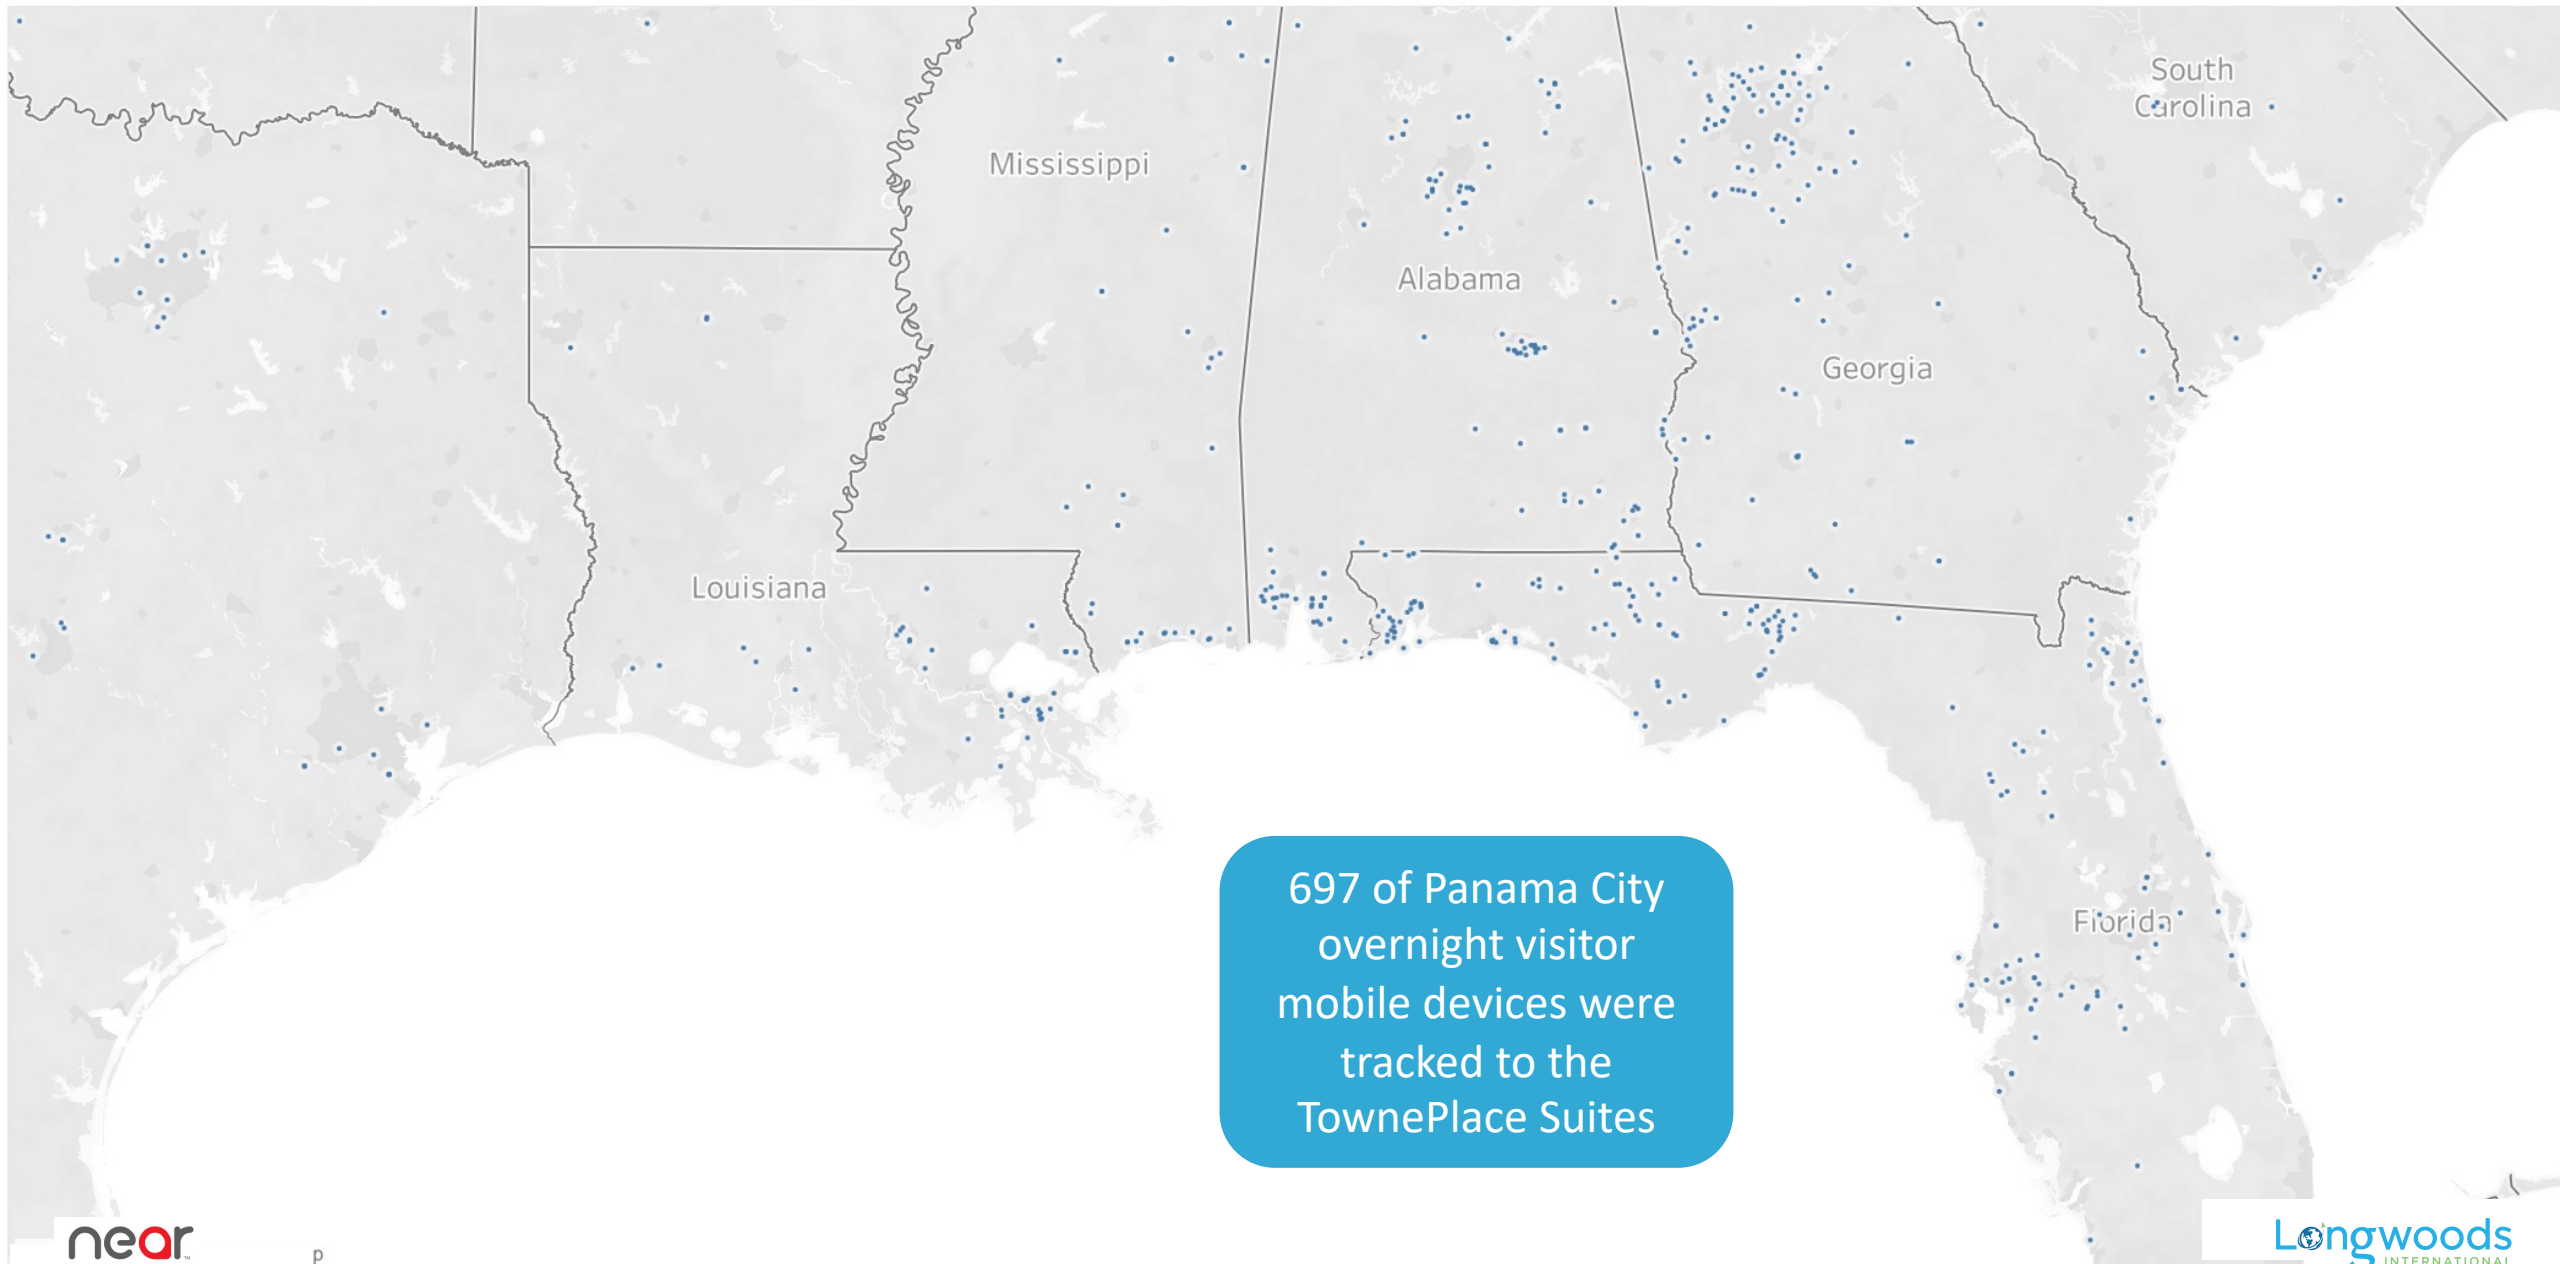 South
Carolina
Mississippi
Alabama
Georgia
Louisiana
697 of Panama City
overnight visitor
mobile devices were
tracked to the
TownePlace Suites
Florida
near
p
Longwoods
INTERNATIONAL